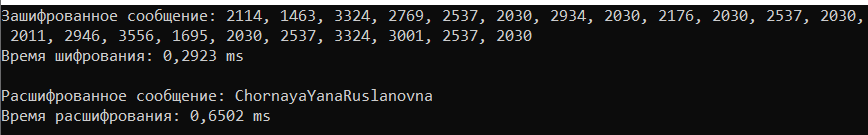 Зашифрованное сообщение: 2114, 1463, 3324, 2769, 2537, 2030, 2934, 2030, 2176, 2030, 2537, 2030,
2011, 2946, 3556, 1695, 2030, 2537, 3324, 3001, 2537, 2030
Время шифрования: 0,2923 ms
Расшифрованное сообщение: ChornayaYanaRuslanovna
Время расшифрования: 0,6502 ms